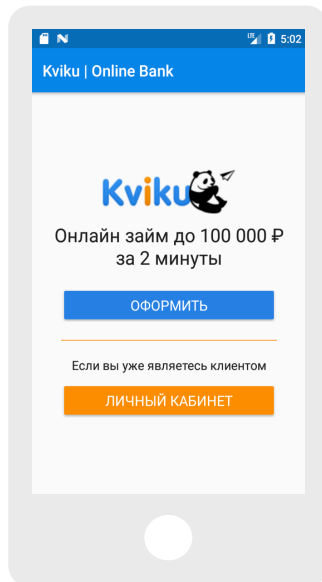 LTE 5:02
Kviku | Online Bank
Kviku
Онлайн займ до 100 000 ₽
за 2 минуты
ОФОРМИТЬ
Если вы уже являетесь клиентом
ЛИЧНЫЙ КАБИНЕТ